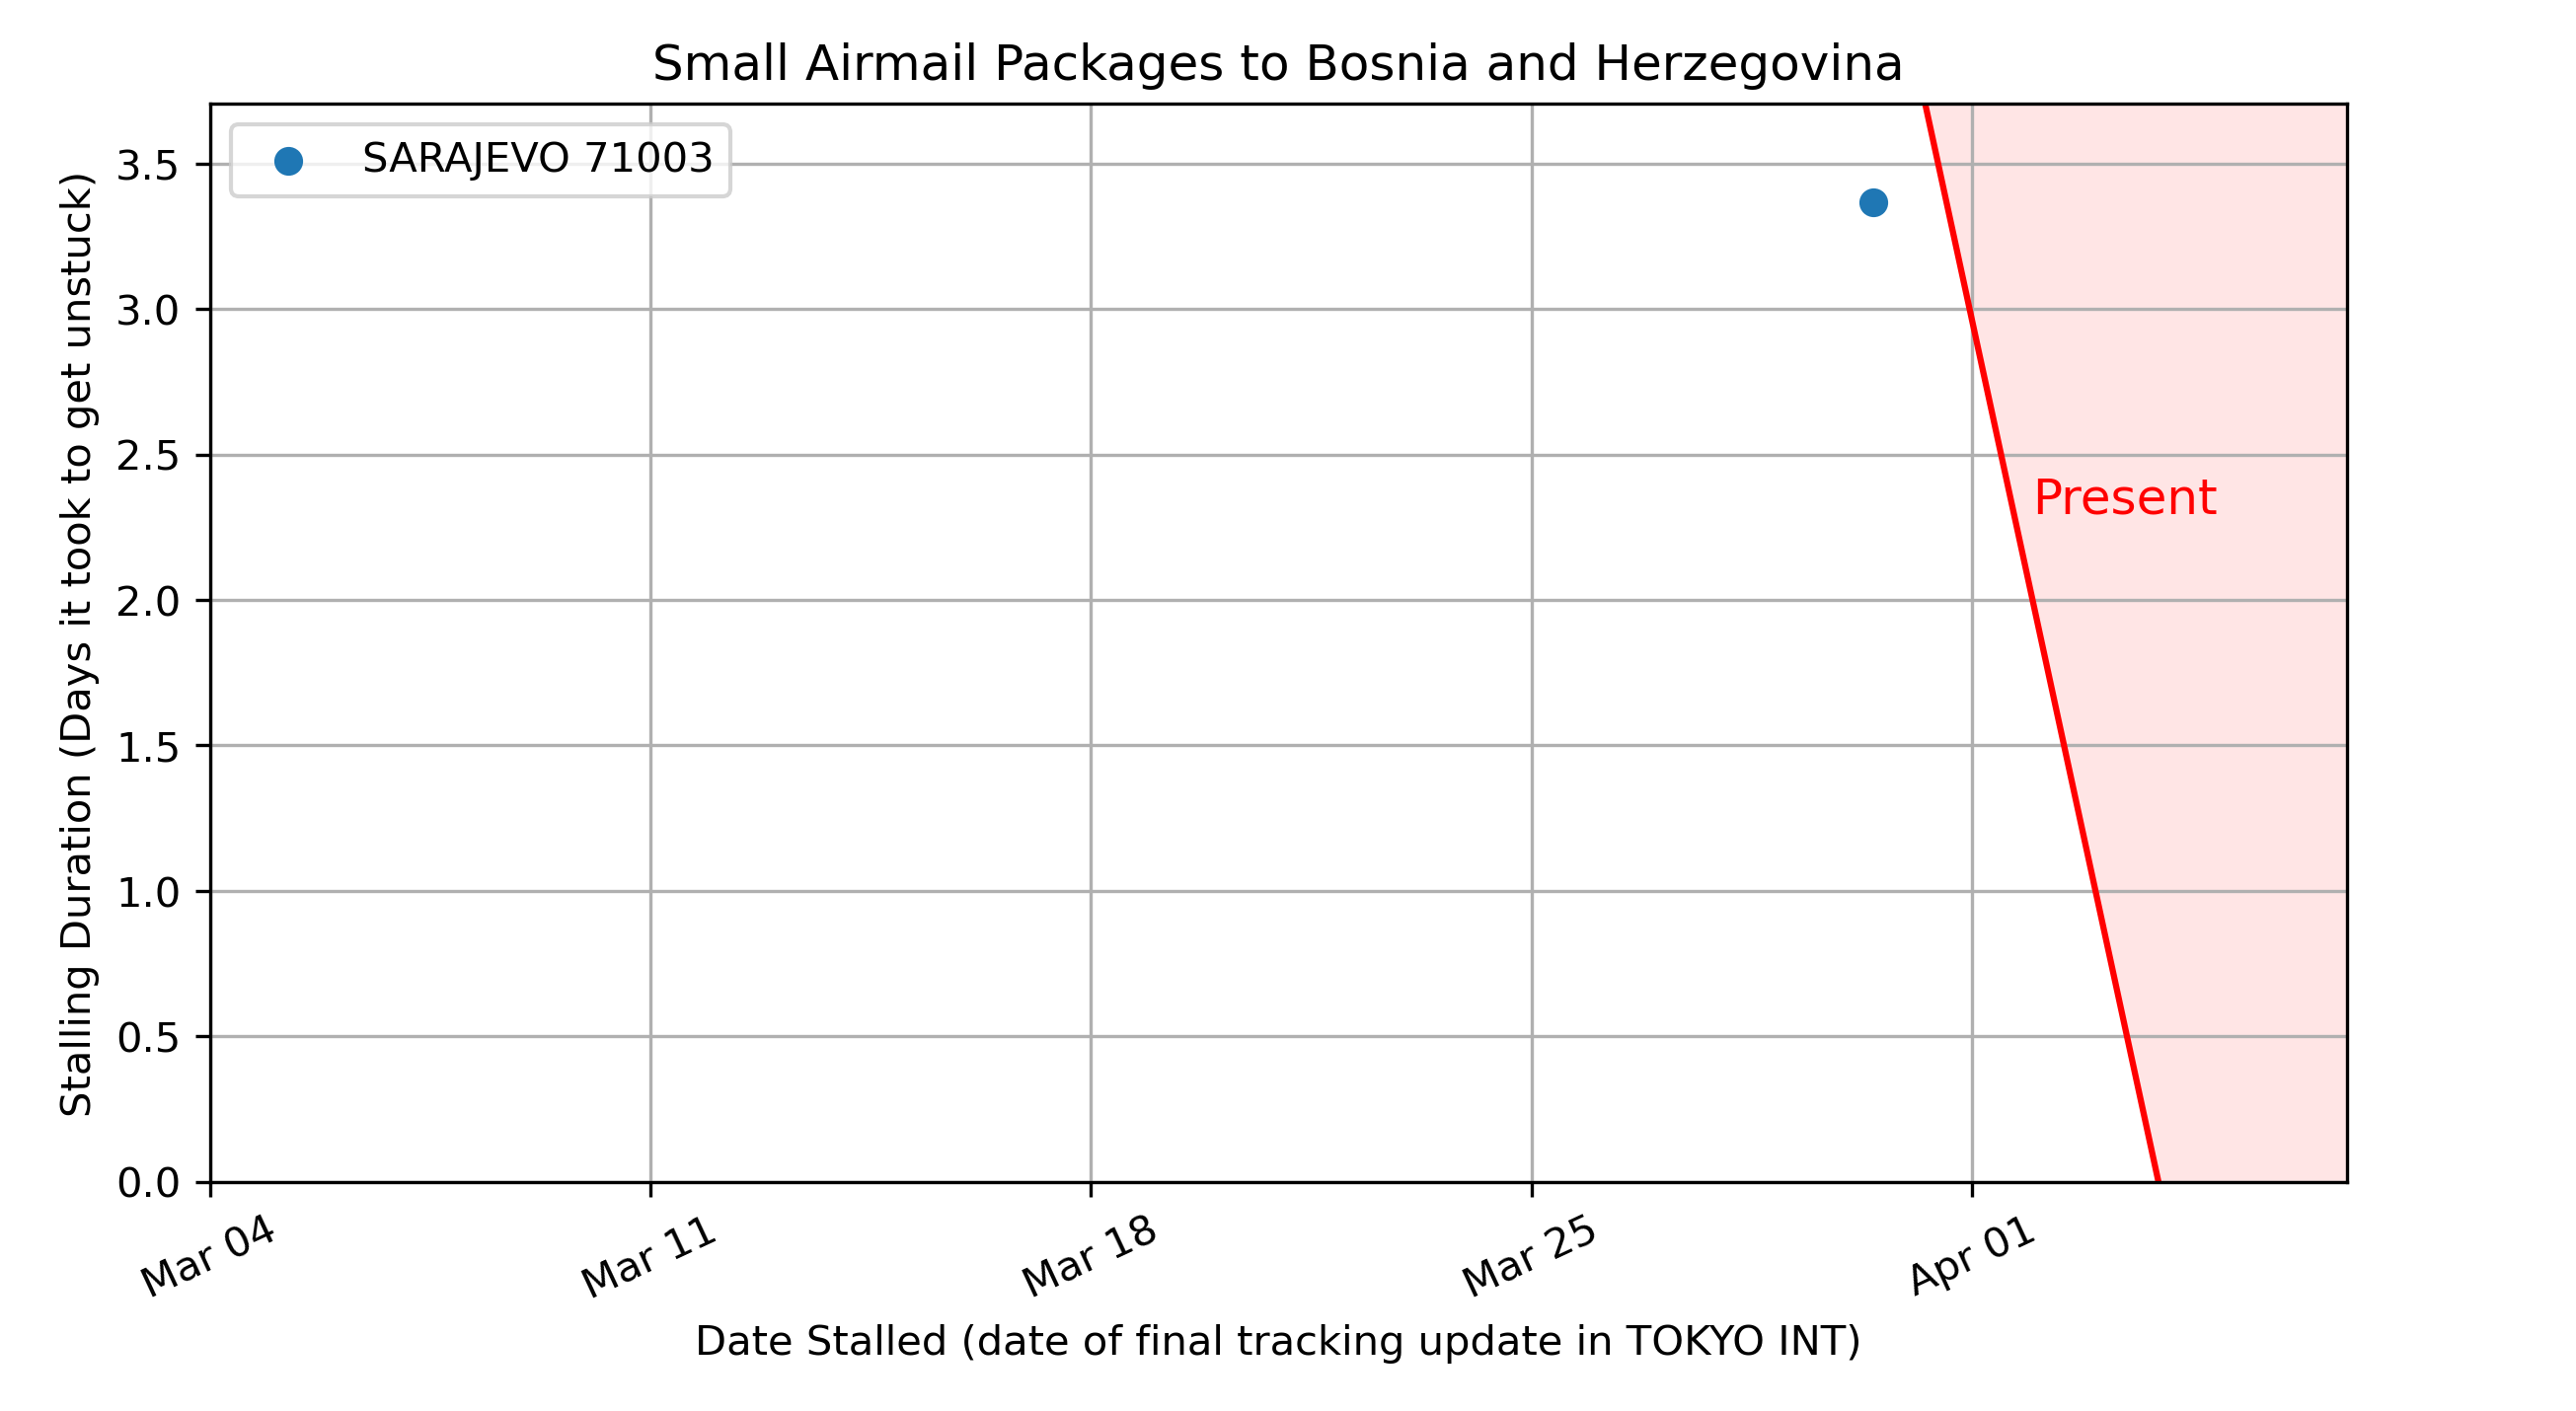 Small Airmail Packages to Bosnia and Herzegovina
SARAJEVO 71003
Stalling Duration (Days it took to get unstuck)
3.5
3.0
2.5
2.0
1.5
1.0
0.5
0.0
Present
Mar 04
Mar 11
Mar 18
Mar 25
Apr 01
Date Stalled (date of final tracking update in TOKYO INT)